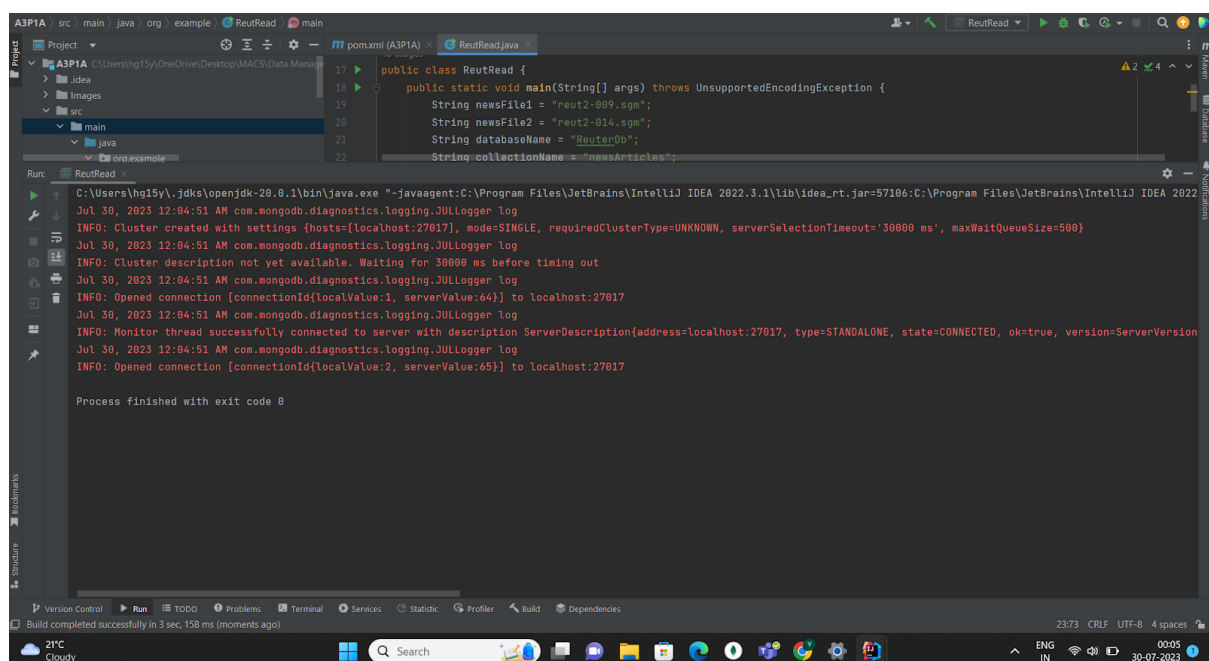 A3P1A src main java org example ReutRead main ReutRead
Project pom.xml (A3P1A) ReutRead.java
A3P1A C:\Users\hg15y\OneDrive\Desktop\MACS\Data Manage
.idea
Images
src
main
java
org.example
17 public class ReutRead {
18 public static void main(String[] args) throws UnsupportedEncodingException {
19 String newsFile1 = "reut2-009.sgm";
20 String newsFile2 = "reut2-014.sgm";
21 String databaseName = "ReuterDb";
22 String collectionName = "newsArticles";
2 4
Project
Maven
Database
Notifications
Run: ReutRead
C:\Users\hg15y\.jdks\openjdk-20.0.1\bin\java.exe "-javaagent:C:\Program Files\JetBrains\IntelliJ IDEA 2022.3.1\lib\idea_rt.jar=57106:C:\Program Files\JetBrains\IntelliJ IDEA 2022
Jul 30, 2023 12:04:51 AM com.mongodb.diagnostics.logging.JULLogger log
INFO: Cluster created with settings {hosts=[localhost:27017], mode=SINGLE, requiredClusterType=UNKNOWN, serverSelectionTimeout='30000 ms', maxWaitQueueSize=500}
Jul 30, 2023 12:04:51 AM com.mongodb.diagnostics.logging.JULLogger log
INFO: Cluster description not yet available. Waiting for 30000 ms before timing out
Jul 30, 2023 12:04:51 AM com.mongodb.diagnostics.logging.JULLogger log
INFO: Opened connection [connectionId{localValue:1, serverValue:64}] to localhost:27017
Jul 30, 2023 12:04:51 AM com.mongodb.diagnostics.logging.JULLogger log
INFO: Monitor thread successfully connected to server with description ServerDescription{address=localhost:27017, type=STANDALONE, state=CONNECTED, ok=true, version=ServerVersion
Jul 30, 2023 12:04:51 AM com.mongodb.diagnostics.logging.JULLogger log
INFO: Opened connection [connectionId{localValue:2, serverValue:65}] to localhost:27017
Process finished with exit code 0
Bookmarks
Structure
Version Control Run TODO Problems Terminal Services Statistic Profiler Build Dependencies
Build completed successfully in 3 sec, 158 ms (moments ago) 23:73 CRLF UTF-8 4 spaces
21°C
Cloudy
Search
ENG
IN
00:05
30-07-2023
1